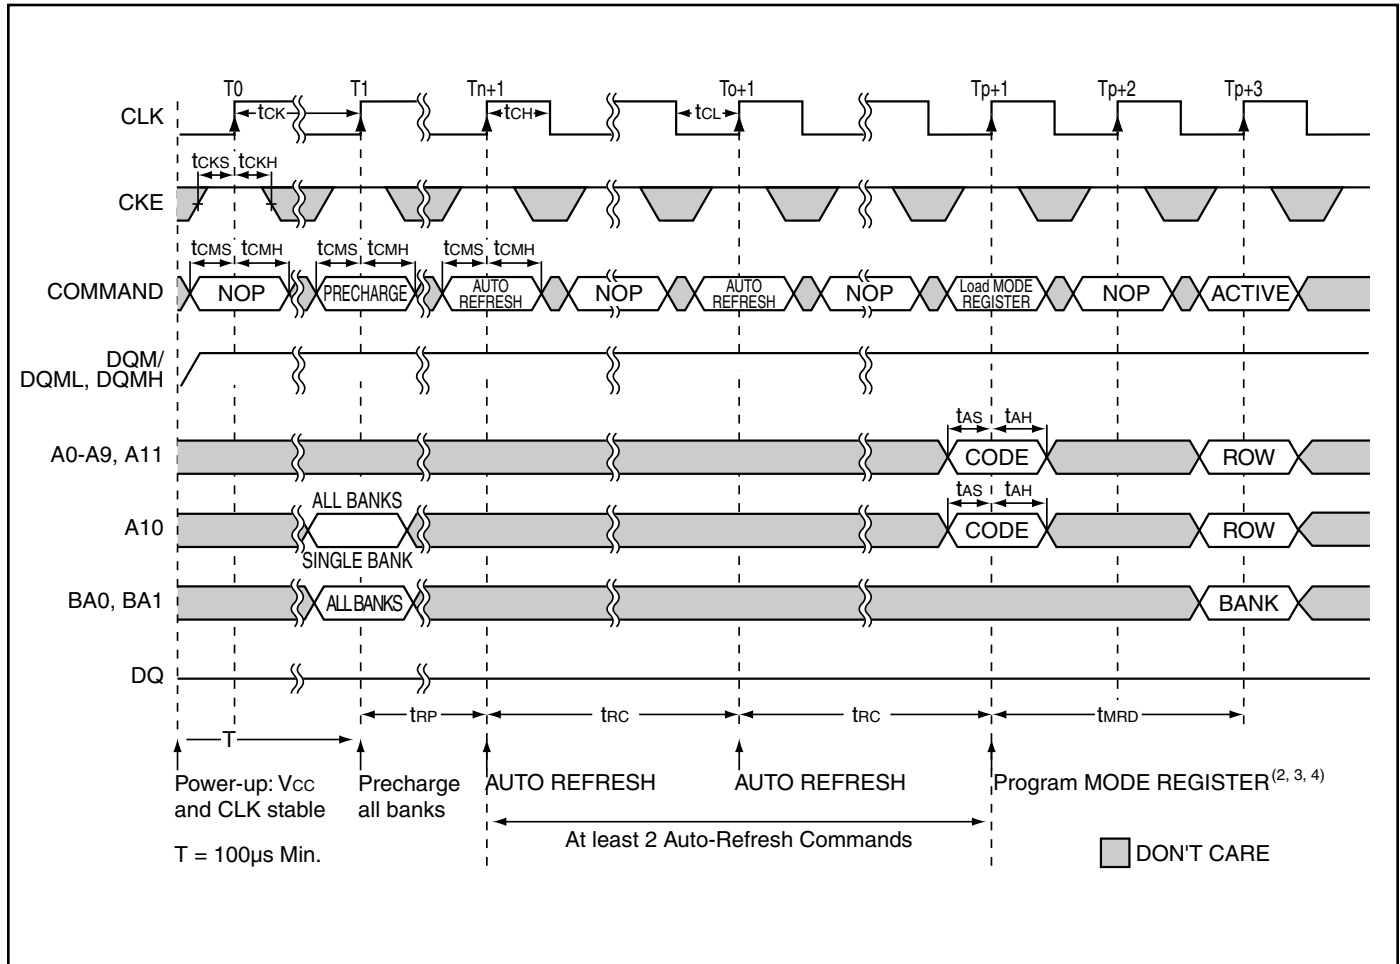 T0 T1 Tn+1 To+1 Tp+1 Tp+2 Tp+3
CLK tCK tCH tCL
tCKS tCKH
CKE
tCMS tCMH tCMS tCMH tCMS tCMH
COMMAND NOP PRECHARGE AUTO REFRESH NOP AUTO REFRESH NOP Load MODE REGISTER NOP ACTIVE
DQM/
DQML, DQMH
tAS tAH
A0-A9, A11 CODE ROW
ALL BANKS tAS tAH
A10 CODE ROW
SINGLE BANK
BA0, BA1 ALL BANKS BANK
DQ
tRP tRC tRC tMRD
T
Power-up: VCC
and CLK stable
Precharge
all banks
AUTO REFRESH
AUTO REFRESH
Program MODE REGISTER(2, 3, 4)
At least 2 Auto-Refresh Commands
T = 100µs Min.
DON'T CARE